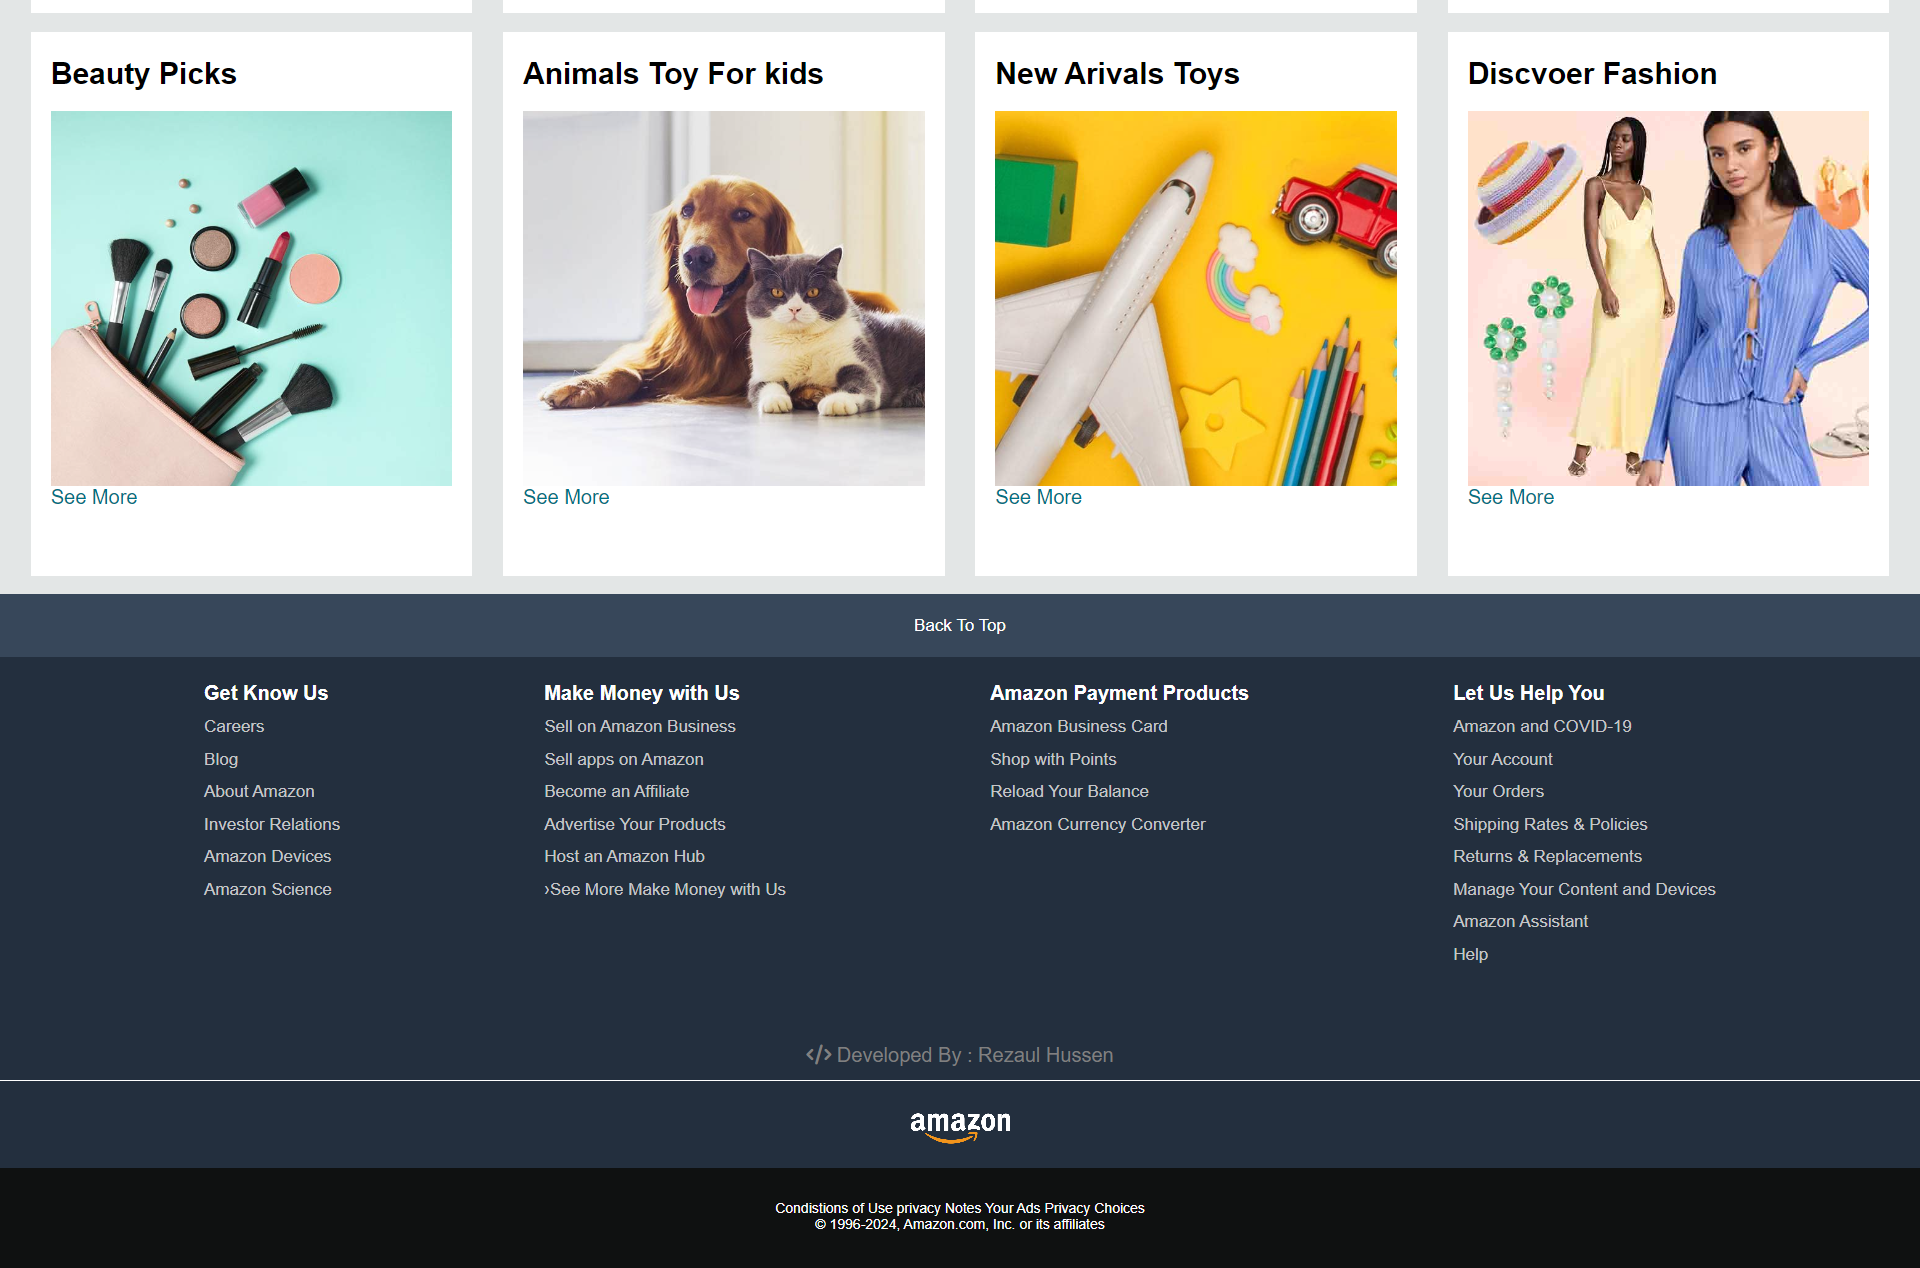 Beauty Picks
Animals Toy For kids
New Arivals Toys
Discvoer Fashion
See More
See More
See More
See More
Back To Top
Get Know Us
Careers
Blog
About Amazon
Investor Relations
Amazon Devices
Amazon Science
Make Money with Us
Sell on Amazon Business
Sell apps on Amazon
Become an Affiliate
Advertise Your Products
Host an Amazon Hub
›See More Make Money with Us
Amazon Payment Products
Amazon Business Card
Shop with Points
Reload Your Balance
Amazon Currency Converter
Let Us Help You
Amazon and COVID-19
Your Account
Your Orders
Shipping Rates & Policies
Returns & Replacements
Manage Your Content and Devices
Amazon Assistant
Help
</> Developed By : Rezaul Hussen
amazon
Condistions of Use privacy Notes Your Ads Privacy Choices
© 1996-2024, Amazon.com, Inc. or its affiliates